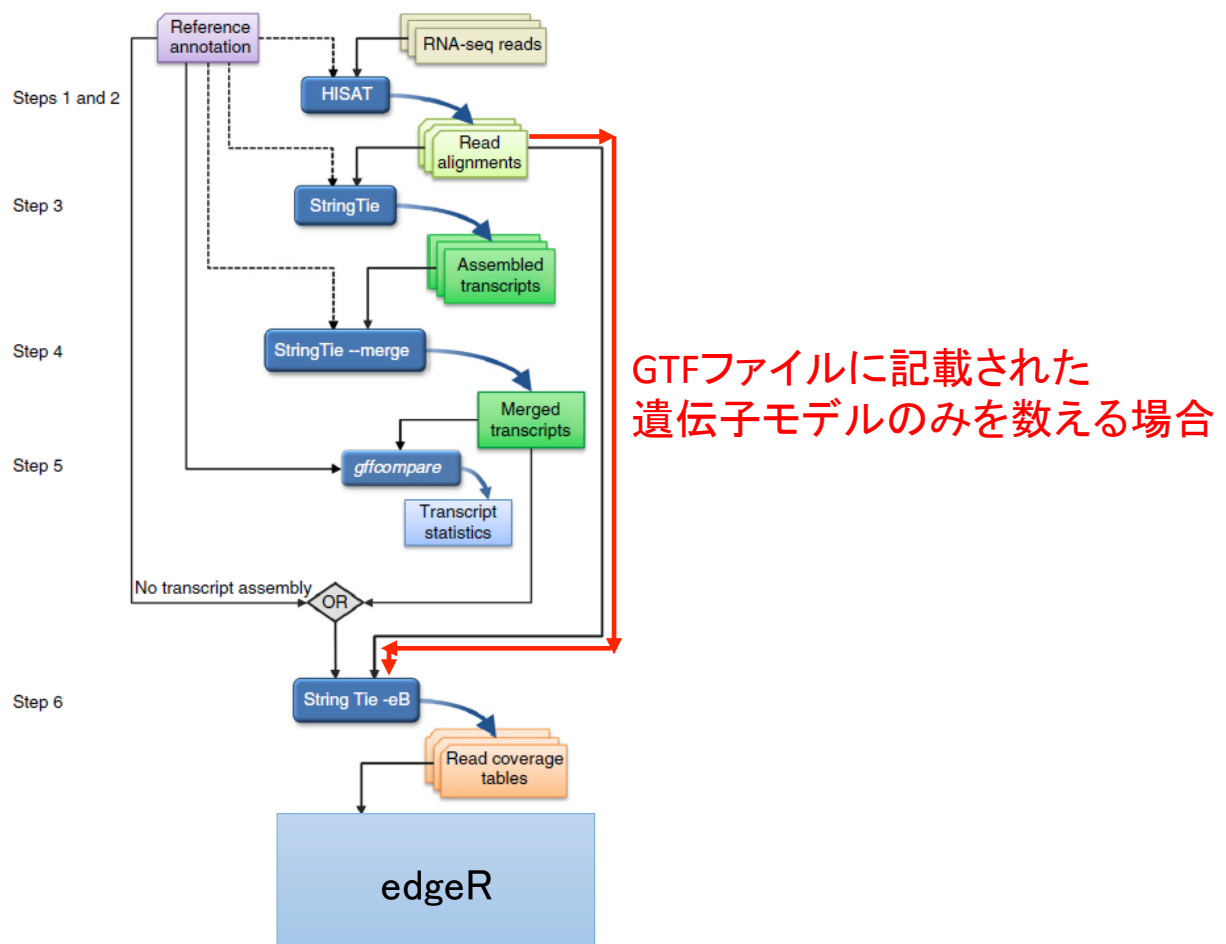 Reference
annotation
RNA-seq reads
Steps 1 and 2
HISAT
Read
alignments
Step 3
StringTie
Assembled
transcripts
Step 4
StringTie --merge
GTFファイルに記載された
遺伝子モデルのみを数える場合
Merged
transcripts
Step 5
gffcompare
Transcript
statistics
No transcript assembly
OR
Step 6
String Tie -eB
Read coverage
tables
edgeR